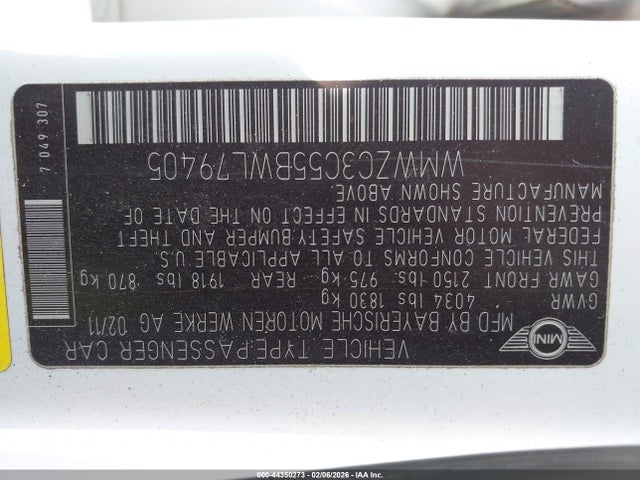 VEHICLE TYPE:PASSENGER CAR
MFD BY BAYERISCHE MOTOREN WERKE AG 02/11
GVWR 4034 lbs 1830 kg
GAWR FRONT 2150 lbs 975 kg REAR 1918 lbs 870 kg
THIS VEHICLE CONFORMS TO ALL APPLICABLE U.S.
FEDERAL MOTOR VEHICLE SAFETY,BUMPER AND THEFT
PREVENTION STANDARDS IN EFFECT ON THE DATE OF
MANUFACTURE SHOWN ABOVE.
WMWZC3C55BWL79405
MINI
7 049 307
000-44350273 - 02/06/2026 - IAA Inc.